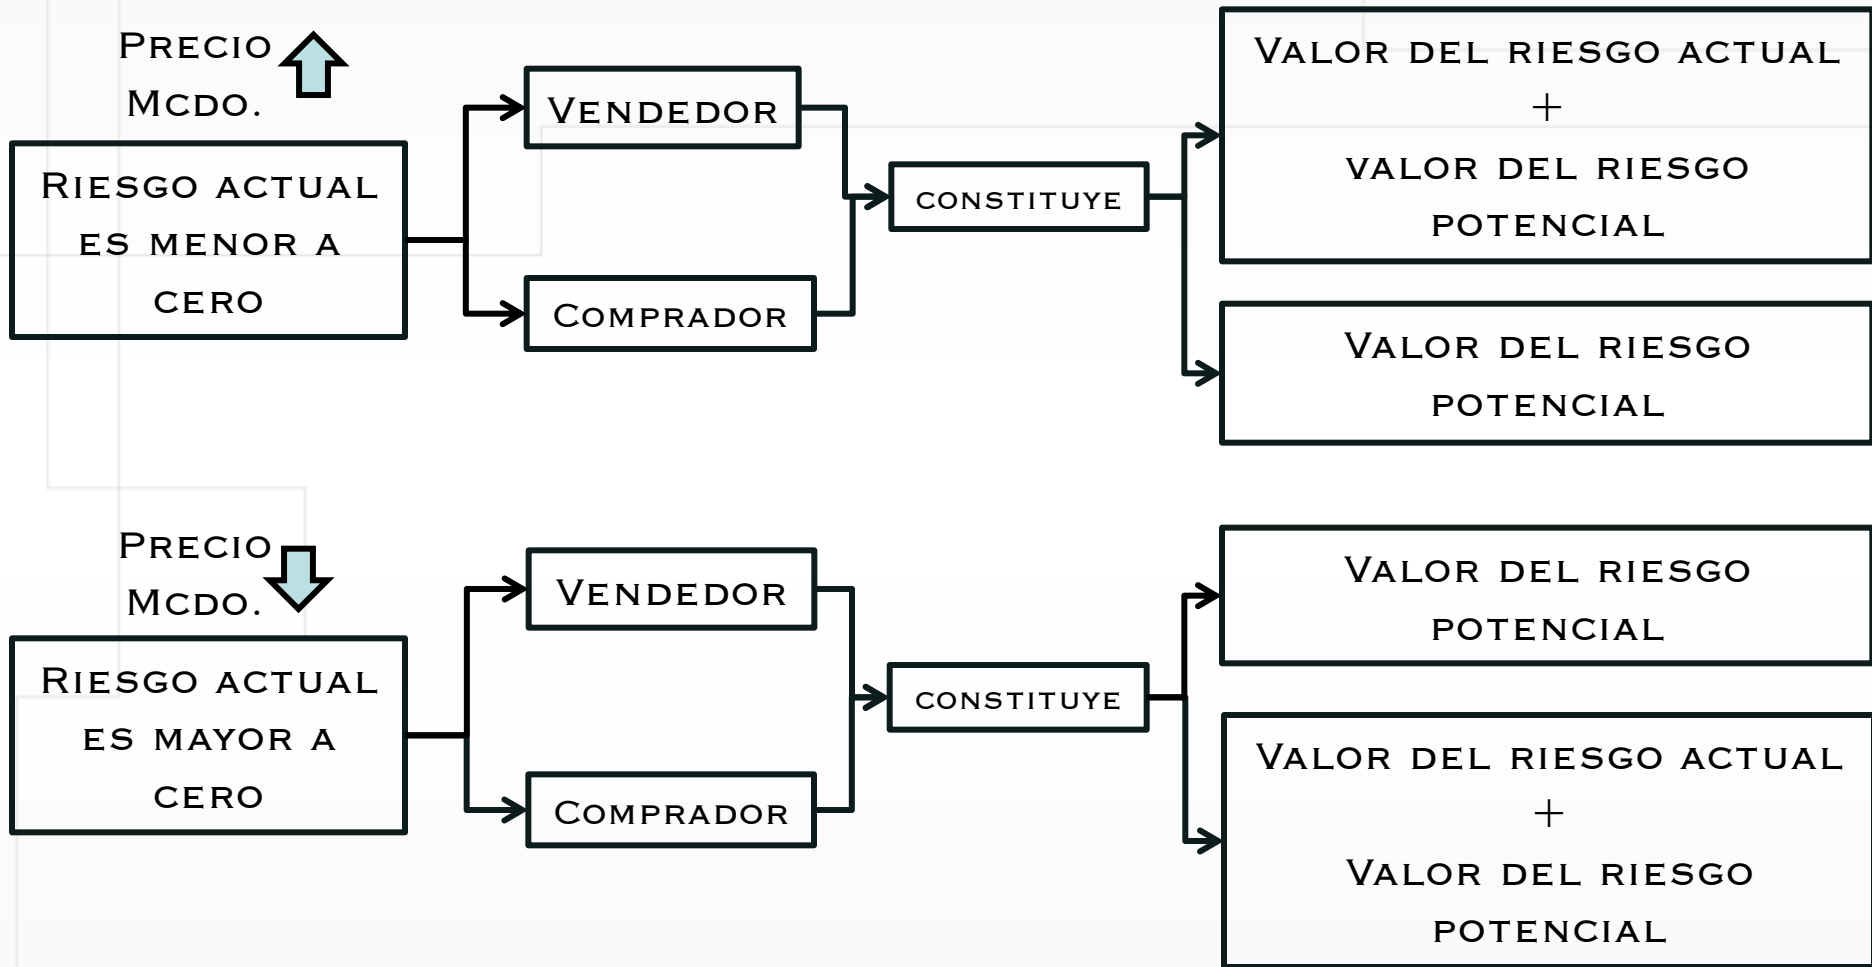 Precio
Mcdo.
Riesgo actual
es menor a
cero
Vendedor
Comprador
constituye
Valor del riesgo actual
+
valor del riesgo
potencial
Valor del riesgo
potencial
Precio
Mcdo.
Riesgo actual
es mayor a
cero
Vendedor
Comprador
constituye
Valor del riesgo
potencial
Valor del riesgo actual
+
Valor del riesgo
potencial